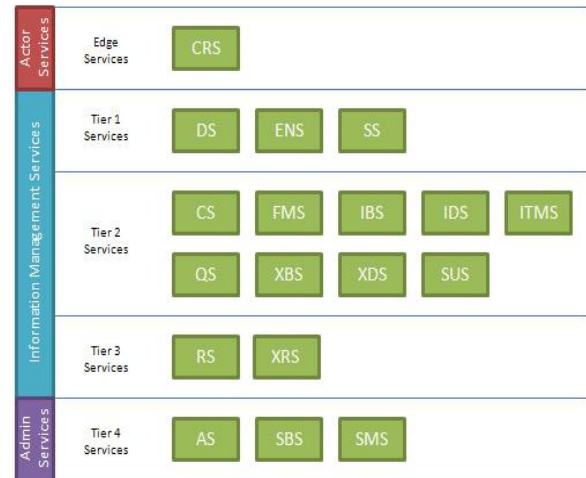 Actor
Services
Edge
Services
CRS
Information Management Services
Tier 1
Services
DS
ENS
SS
Tier 2
Services
CS
FMS
IBS
IDS
ITMS
QS
XBS
XDS
SUS
Tier 3
Services
RS
XRS
Admin
Services
Tier 4
Services
AS
SBS
SMS